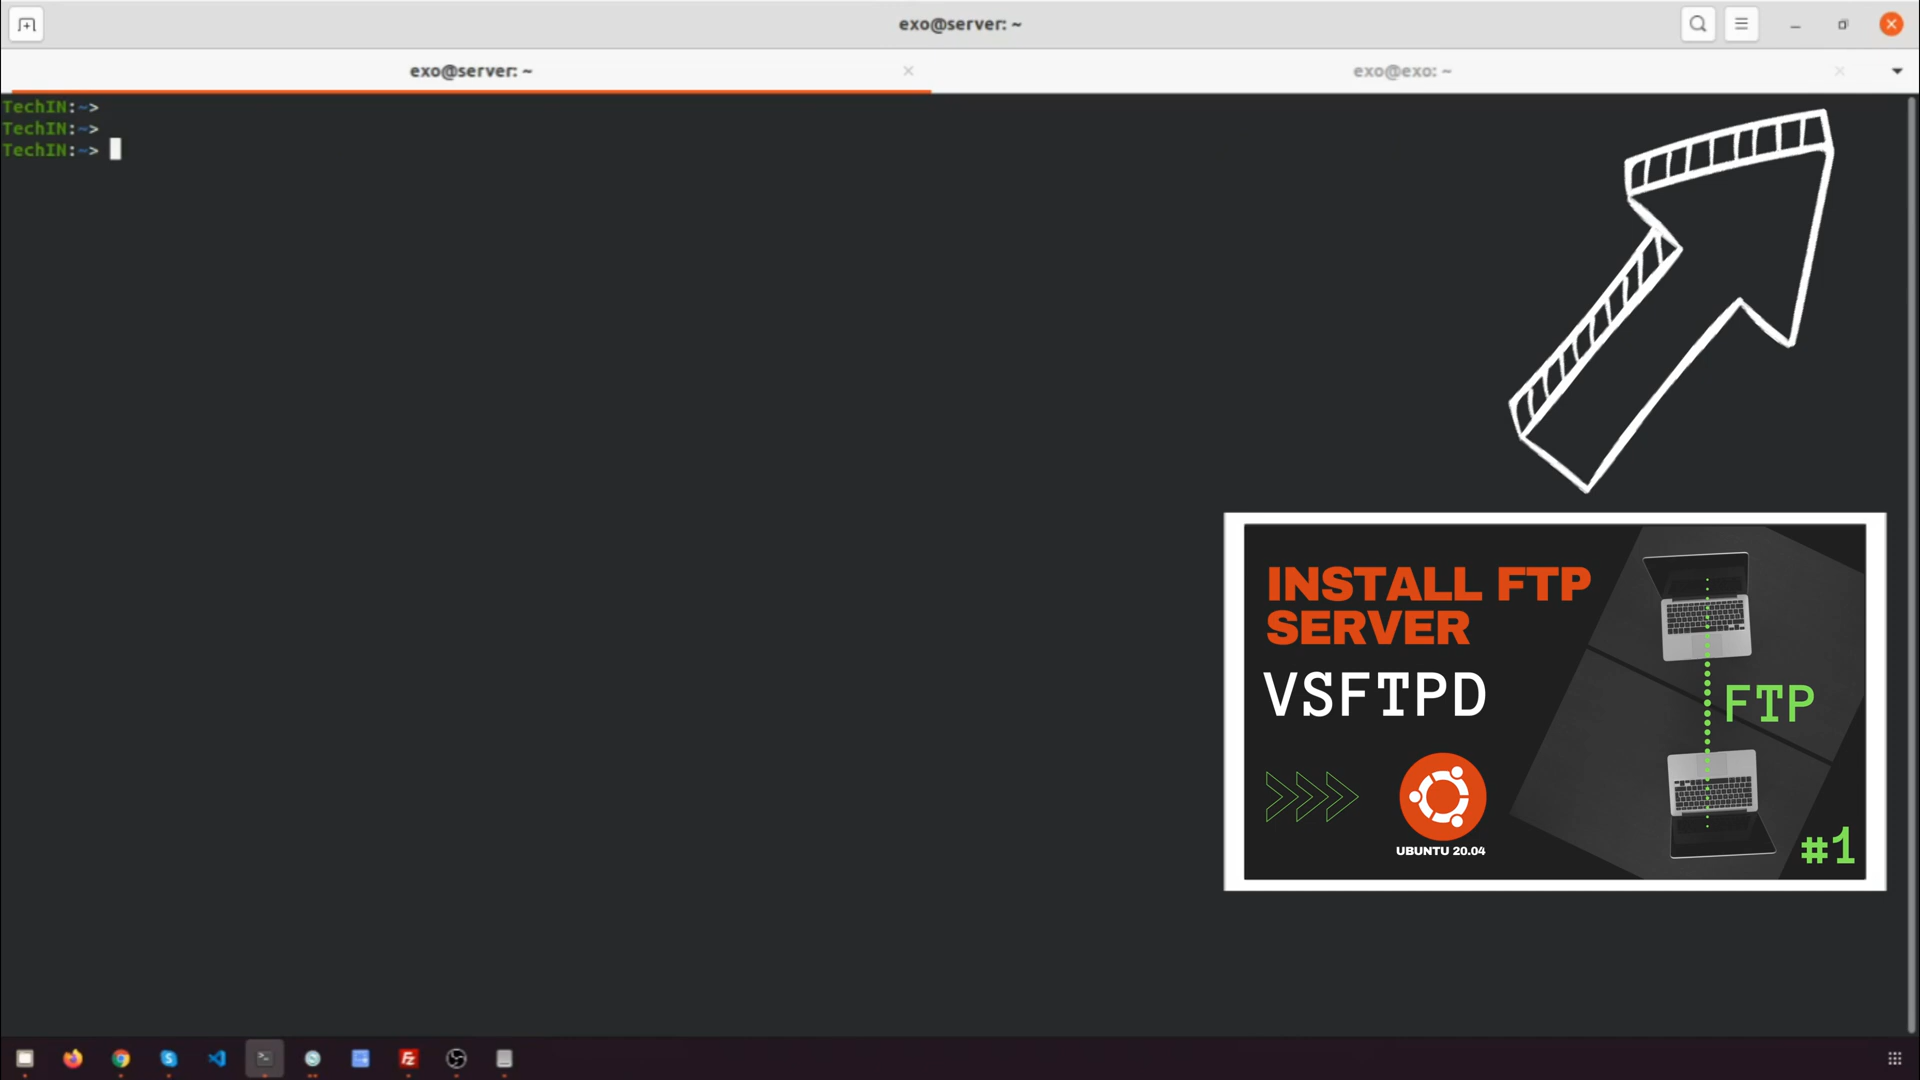 exo@server: ~
exo@server: ~
exo@exo: ~
TechIN:~>
TechIN:~>
TechIN:~>
INSTALL FTP
SERVER
VSFTPD
FTP
UBUNTU 20.04
#1